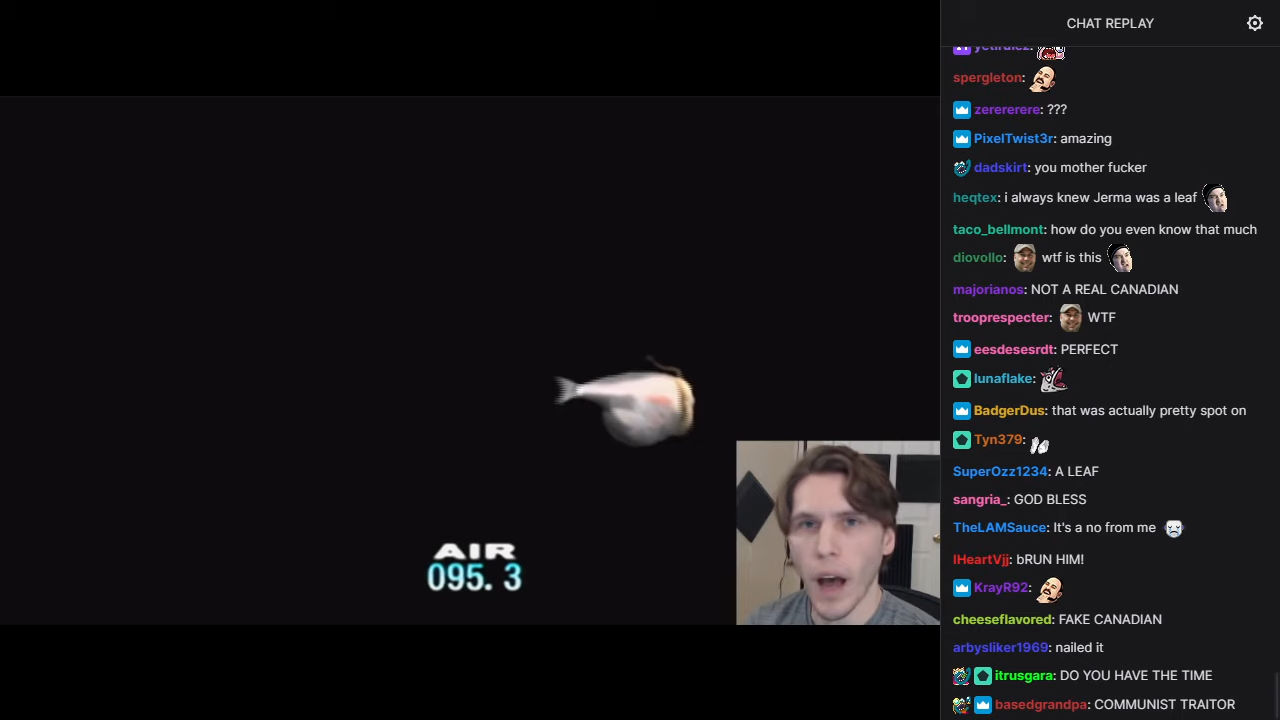 CHAT REPLAY
spergleton:
zerererere: ???
PixelTwist3r: amazing
dadskirt: you mother fucker
heqtex: i always knew Jerma was a leaf
taco_bellmont: how do you even know that much
diovollo: wtf is this
majorianos: NOT A REAL CANADIAN
trooprespecter: WTF
eesdesesrdt: PERFECT
lunaflake:
BadgerDus: that was actually pretty spot on
Tyn379:
SuperOzz1234: A LEAF
sangria_: GOD BLESS
TheLAMSauce: It's a no from me
IHeartVjj: bRUN HIM!
KrayR92:
cheeseflavored: FAKE CANADIAN
arbysliker1969: nailed it
itrusgara: DO YOU HAVE THE TIME
basedgrandpa: COMMUNIST TRAITOR
AIR
095. 3